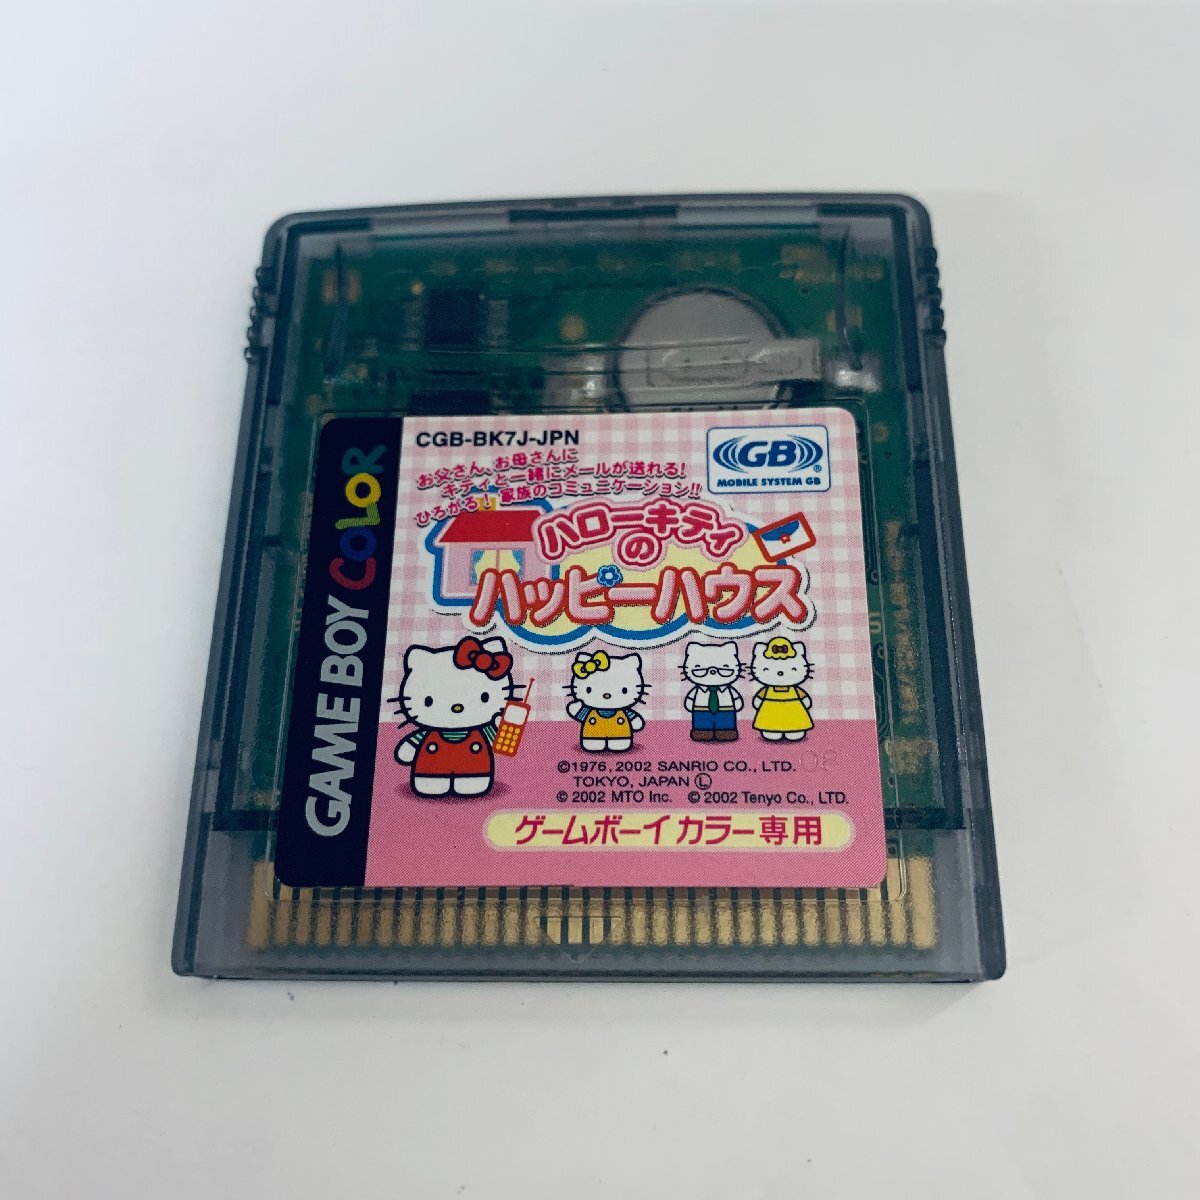 CGB-BK7J-JPN
お父さん、お母さんに
キティと一緒にメールが送れる!
ひろがる! 家族のコミュニケーション!!
GB®
MOBILE SYSTEM GB
ハローキティ
の
ハッピーハウス
GAME BOY COLOR
©1976, 2002 SANRIO CO., LTD.
TOKYO, JAPAN Ⓛ
© 2002 MTO Inc. © 2002 Tenyo Co., LTD.
ゲームボーイ カラー専用